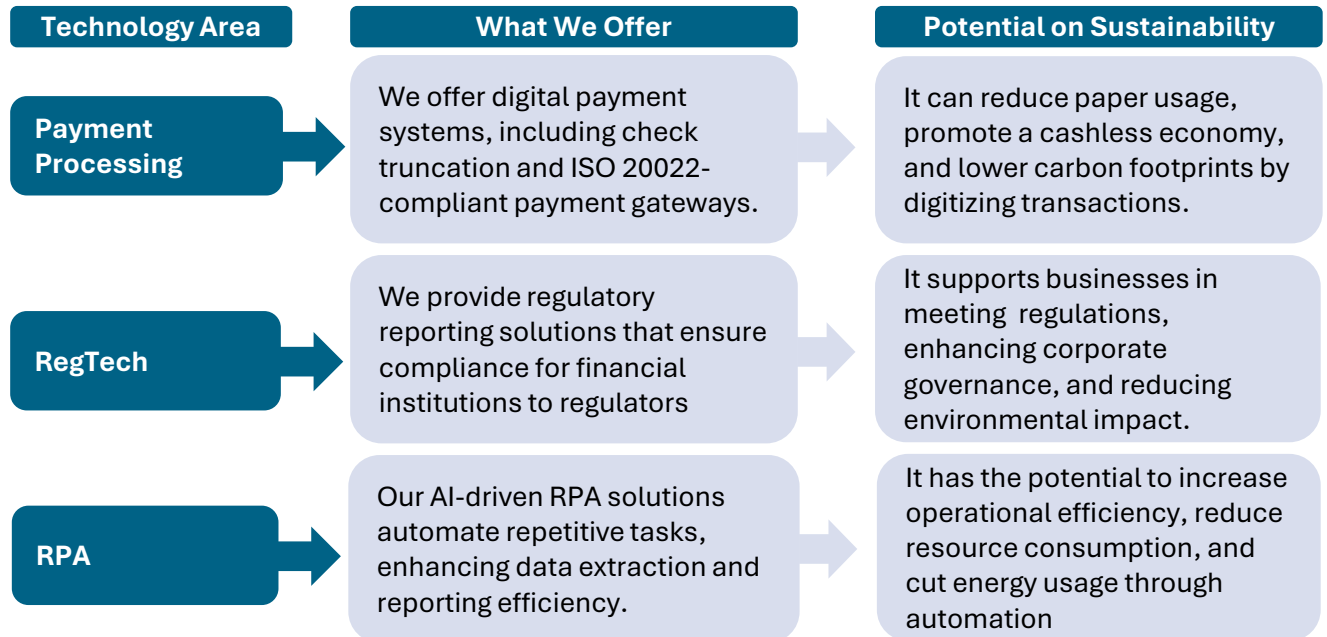 Technology Area
What We Offer
Potential on Sustainability
Payment
Processing
We offer digital payment
systems, including check
truncation and ISO 20022-
compliant payment gateways.
It can reduce paper usage,
promote a cashless economy,
and lower carbon footprints by
digitizing transactions.
RegTech
We provide regulatory
reporting solutions that ensure
compliance for financial
institutions to regulators
It supports businesses in
meeting  regulations,
enhancing corporate
governance, and reducing
environmental impact.
RPA
Our AI-driven RPA solutions
automate repetitive tasks,
enhancing data extraction and
reporting efficiency.
It has the potential to increase
operational efficiency, reduce
resource consumption, and
cut energy usage through
automation